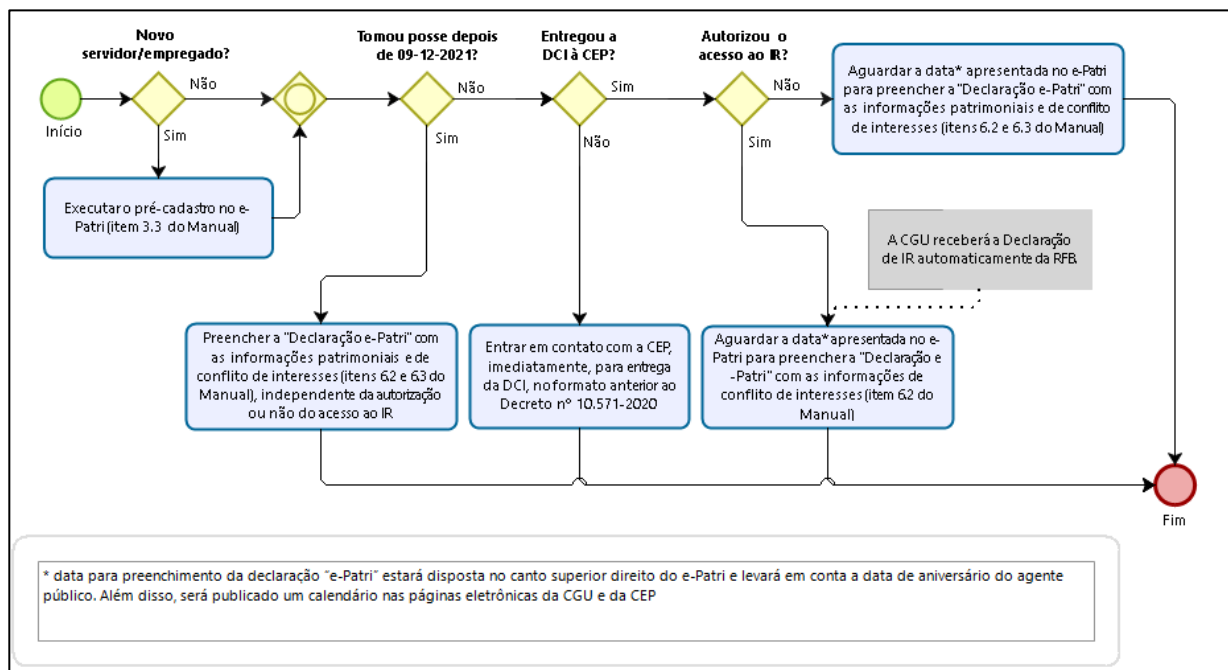 Novo
servidor/empregado?
Tomou posse depois
de 09-12-2021?
Entregou a
DCI à CEP?
Autorizou o
acesso ao IR?
Início
Não
Sim
Não
Sim
Sim
Não
Não
Sim
Aguardar a data* apresentada no e-Patri
para preencher a "Declaração e-Patri" com
as informações patrimoniais e de conflito
de interesses (itens 6.2 e 6.3 do Manual)
Executar o pré-cadastro no e-
Patri (item 3.3 do Manual)
A CGU receberá a Declaração
de IR automaticamente da RFB.
Preencher a "Declaração e-Patri" com
as informações patrimoniais e de
conflito de interesses (itens 6.2 e 6.3 do
Manual), independente da autorização
ou não do acesso ao IR
Entrar em contato com a CEP,
imediatamente, para entrega
da DCI, no formato anterior ao
Decreto nº 10.571-2020
Aguardar a data* apresentada no e-
Patri para preencher a "Declaração e
-Patri" com as informações de
conflito de interesses (item 6.2 do
Manual)
Fim
* data para preenchimento da declaração "e-Patri" estará disposta no canto superior direito do e-Patri e levará em conta a data de aniversário do agente
público. Além disso, será publicado um calendário nas páginas eletrônicas da CGU e da CEP